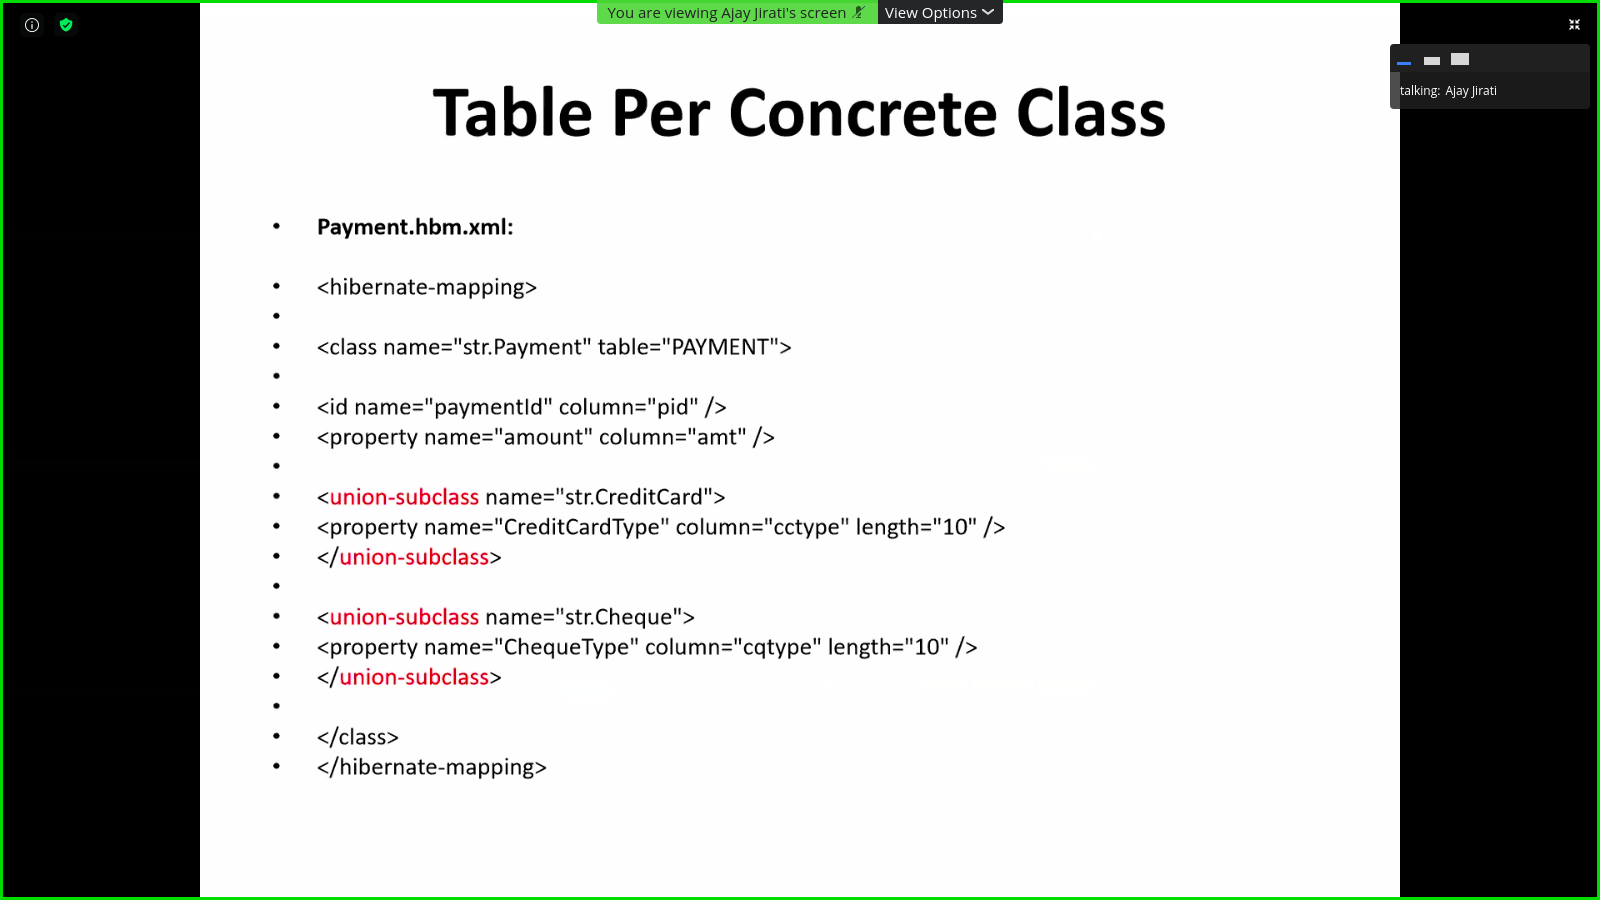 You are viewing Ajay Jirati's screen
View Options
talking: Ajay Jirati
Table Per Concrete Class
• Payment.hbm.xml:
• <hibernate-mapping>
•
• <class name="str.Payment" table="PAYMENT">
•
• <id name="paymentId" column="pid" />
• <property name="amount" column="amt" />
•
• <union-subclass name="str.CreditCard">
• <property name="CreditCardType" column="cctype" length="10" />
• </union-subclass>
•
• <union-subclass name="str.Cheque">
• <property name="ChequeType" column="cqtype" length="10" />
• </union-subclass>
•
• </class>
• </hibernate-mapping>